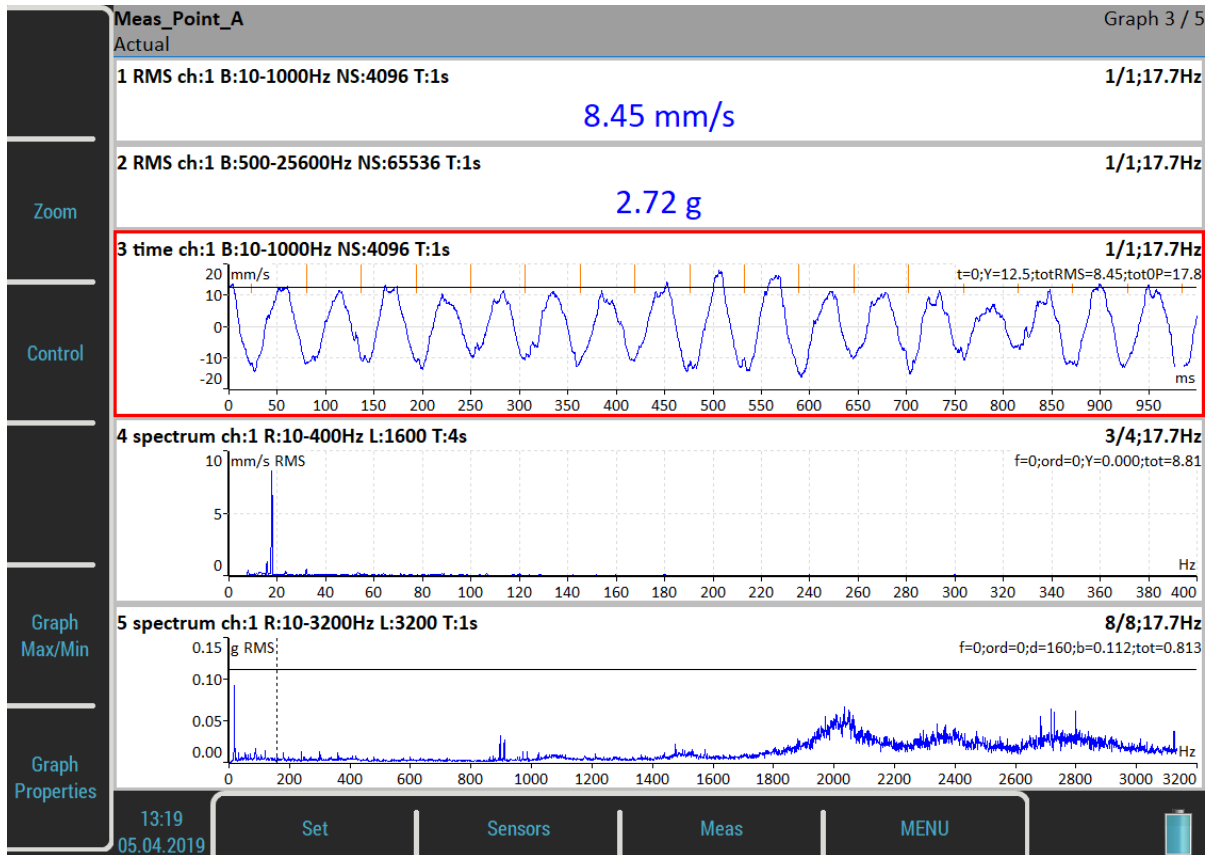 Meas_Point_A Graph 3 / 5
Actual
1 RMS ch:1 B:10-1000Hz NS:4096 T:1s 1/1;17.7Hz
8.45 mm/s
2 RMS ch:1 B:500-25600Hz NS:65536 T:1s 1/1;17.7Hz
2.72 g
3 time ch:1 B:10-1000Hz NS:4096 T:1s 1/1;17.7Hz
20 mm/s t=0;Y=12.5;totRMS=8.45;tot0P=17.8
10
0
-10
-20 ms
0 50 100 150 200 250 300 350 400 450 500 550 600 650 700 750 800 850 900 950
4 spectrum ch:1 R:10-400Hz L:1600 T:4s 3/4;17.7Hz
10 mm/s RMS f=0;ord=0;Y=0.000;tot=8.81
5
0 Hz
0 20 40 60 80 100 120 140 160 180 200 220 240 260 280 300 320 340 360 380 400
5 spectrum ch:1 R:10-3200Hz L:3200 T:1s 8/8;17.7Hz
0.15 g RMS f=0;ord=0;d=160;b=0.112;tot=0.813
0.10
0.05
0.00 Hz
0 200 400 600 800 1000 1200 1400 1600 1800 2000 2200 2400 2600 2800 3000 3200
Zoom
Control
Graph
Max/Min
Graph
Properties
13:19
05.04.2019
Set Sensors Meas MENU